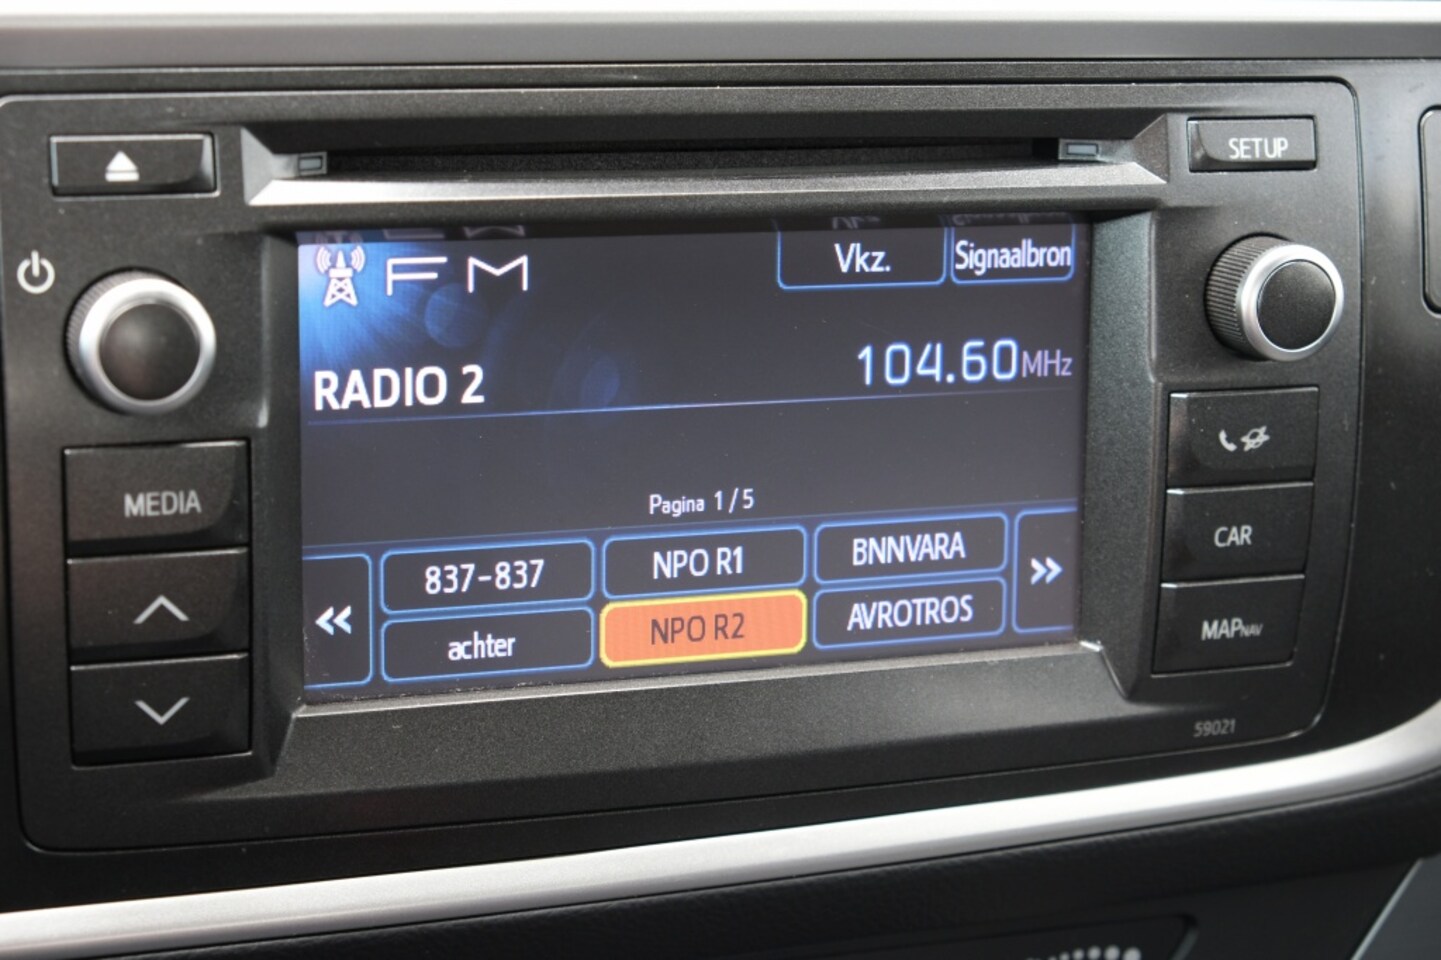 SETUP
FM
Vkz.
Signaalbron
RADIO 2
104.60MHz
MEDIA
Pagina 1/5
837-837
NPO R1
BNNVARA
achter
NPO R2
AVROTROS
CAR
MAPNAV
59021